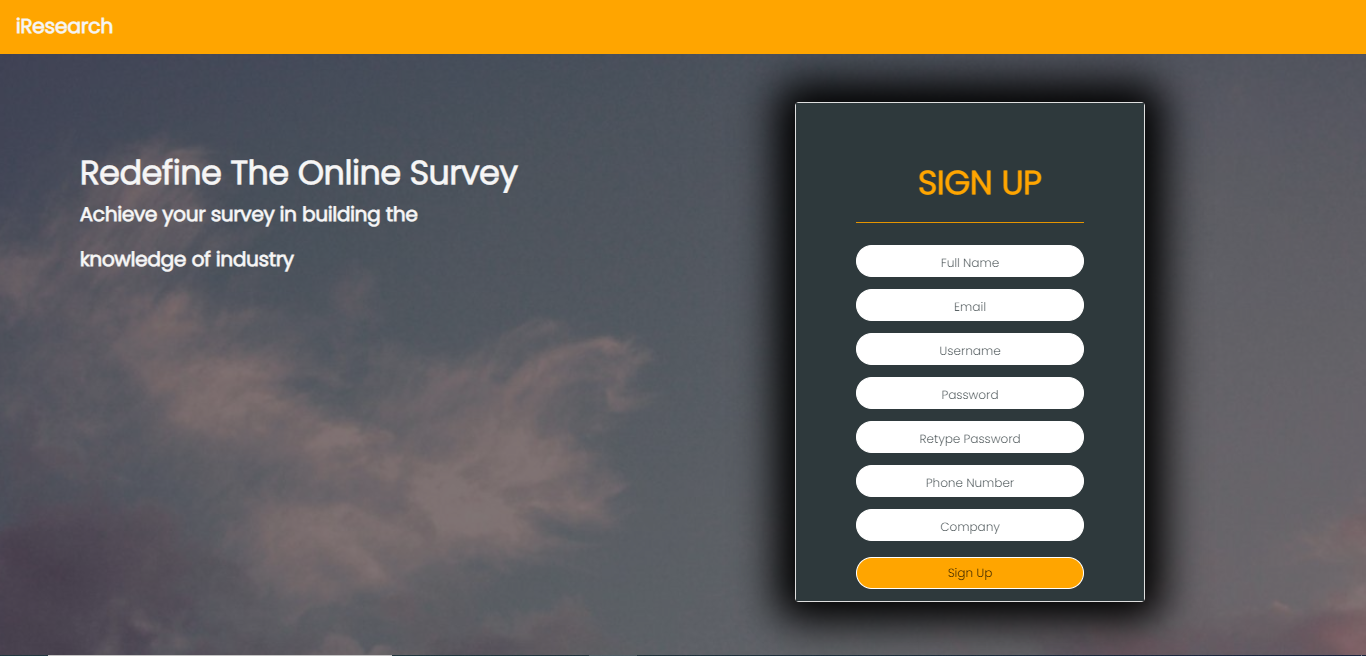 iResearch
Redefine The Online Survey
Achieve your survey in building the
knowledge of industry
SIGN UP
Full Name
Email
Username
Password
Retype Password
Phone Number
Company
Sign Up